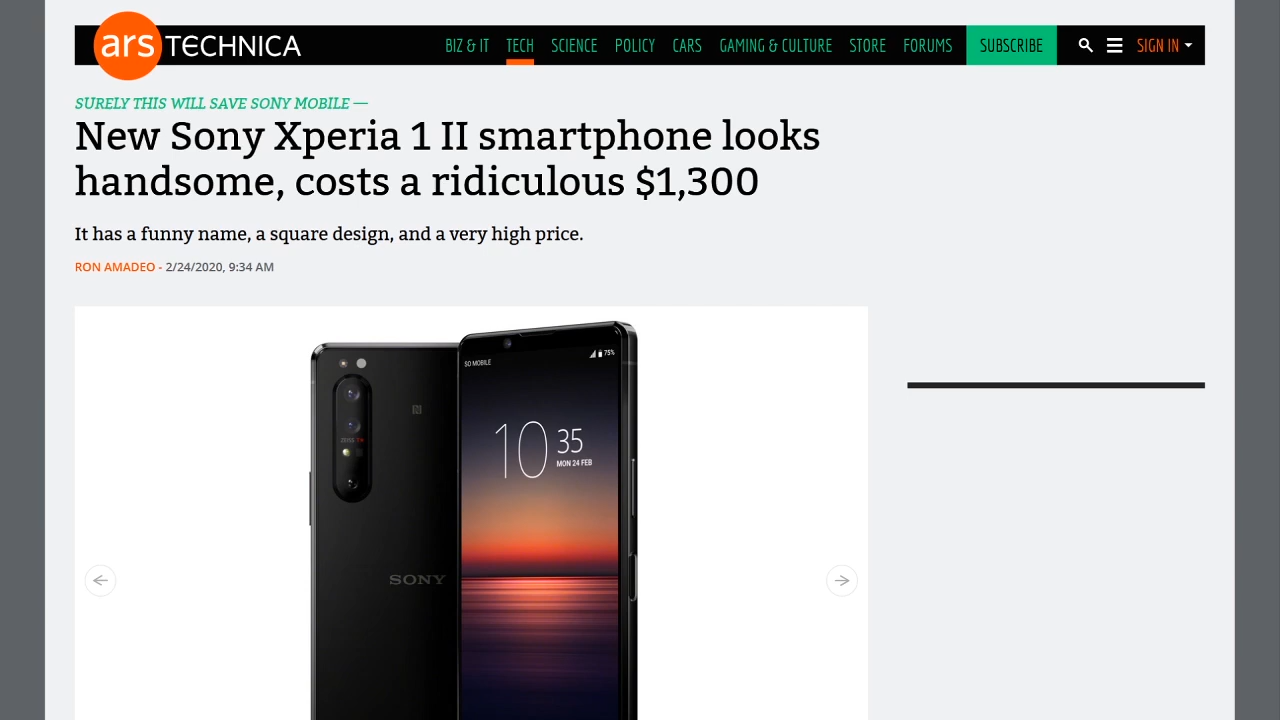 ars TECHNICA
BIZ & IT TECH SCIENCE POLICY CARS GAMING & CULTURE STORE FORUMS SUBSCRIBE SIGN IN
SURELY THIS WILL SAVE SONY MOBILE —
New Sony Xperia 1 II smartphone looks
handsome, costs a ridiculous $1,300
It has a funny name, a square design, and a very high price.
RON AMADEO - 2/24/2020, 9:34 AM
SO MOBILE 75%
10 35
MON 24 FEB
ZEISS T*
SONY